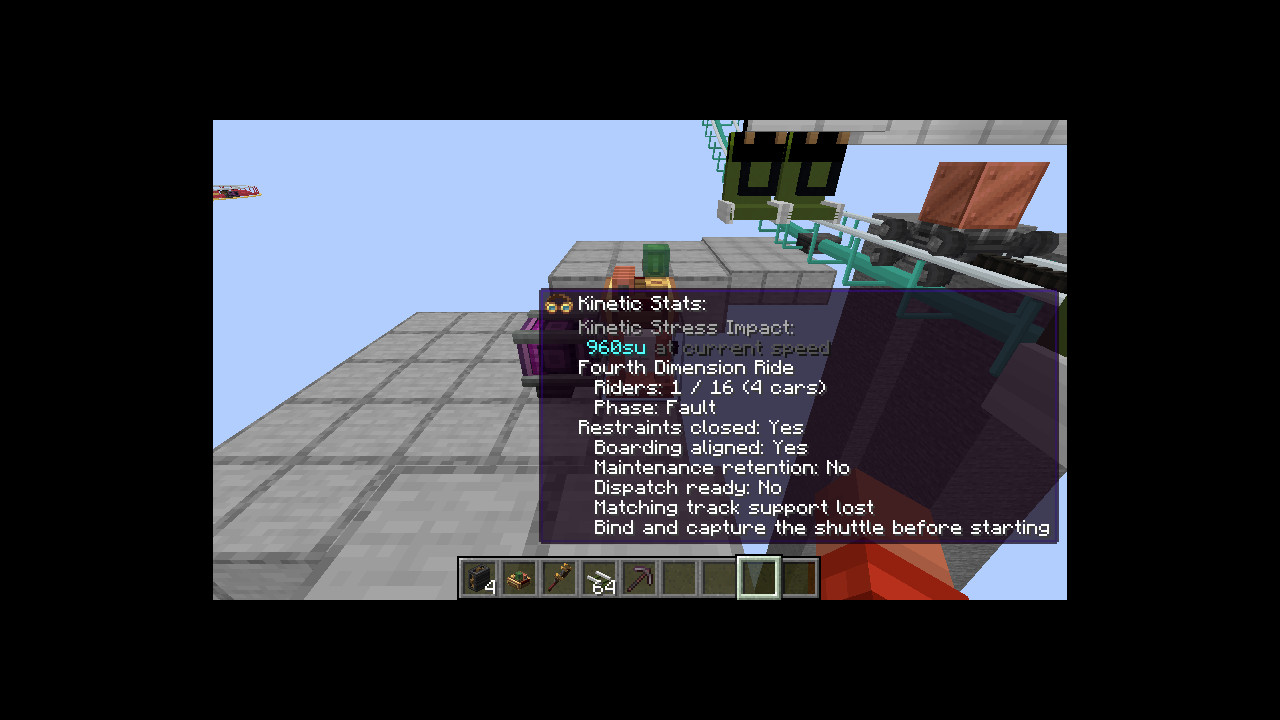 Kinetic Stats:
Kinetic Stress Impact:
960su at current speed
Fourth Dimension Ride
Riders: 1 / 16 (4 cars)
Phase: Fault
Restraints closed: Yes
Boarding aligned: Yes
Maintenance retention: No
Dispatch ready: No
Matching track support lost
Bind and capture the shuttle before starting
4
64